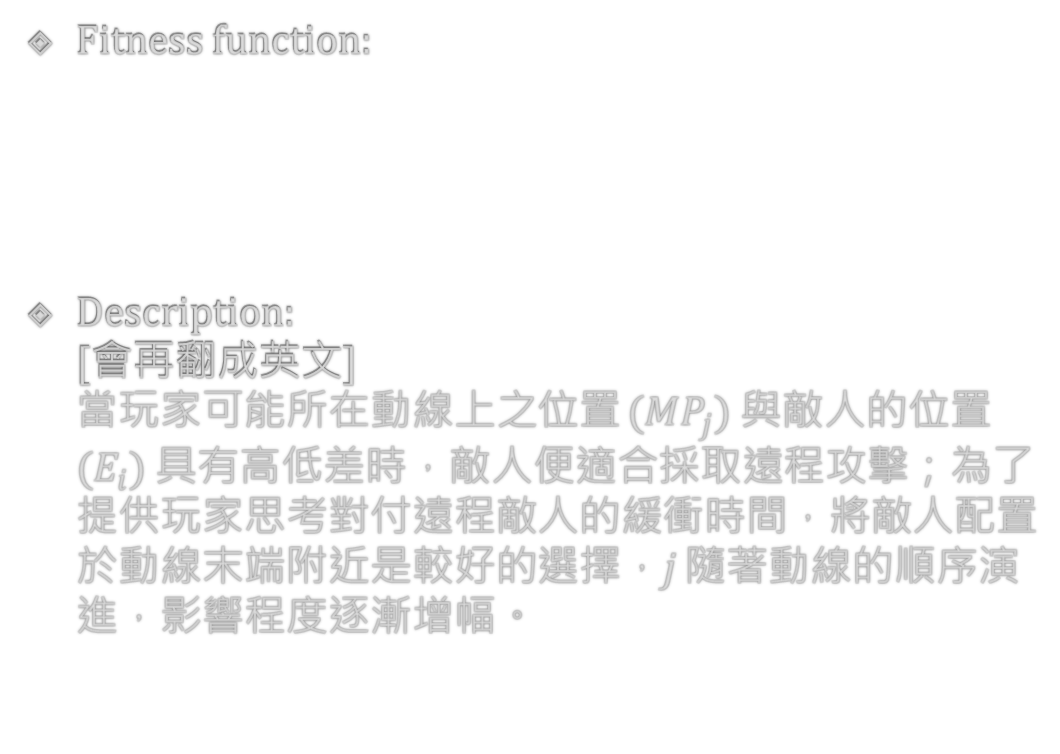 Fitness function:
Description:
[會再翻成英文]
當玩家可能所在動線上之位置 (MP_j) 與敵人的位置
(E_i) 具有高低差時，敵人便適合採取遠程攻擊；為了
提供玩家思考對付遠程敵人的緩衝時間，將敵人配置
於動線末端附近是較好的選擇，j 隨著動線的順序演
進，影響程度逐漸增幅。